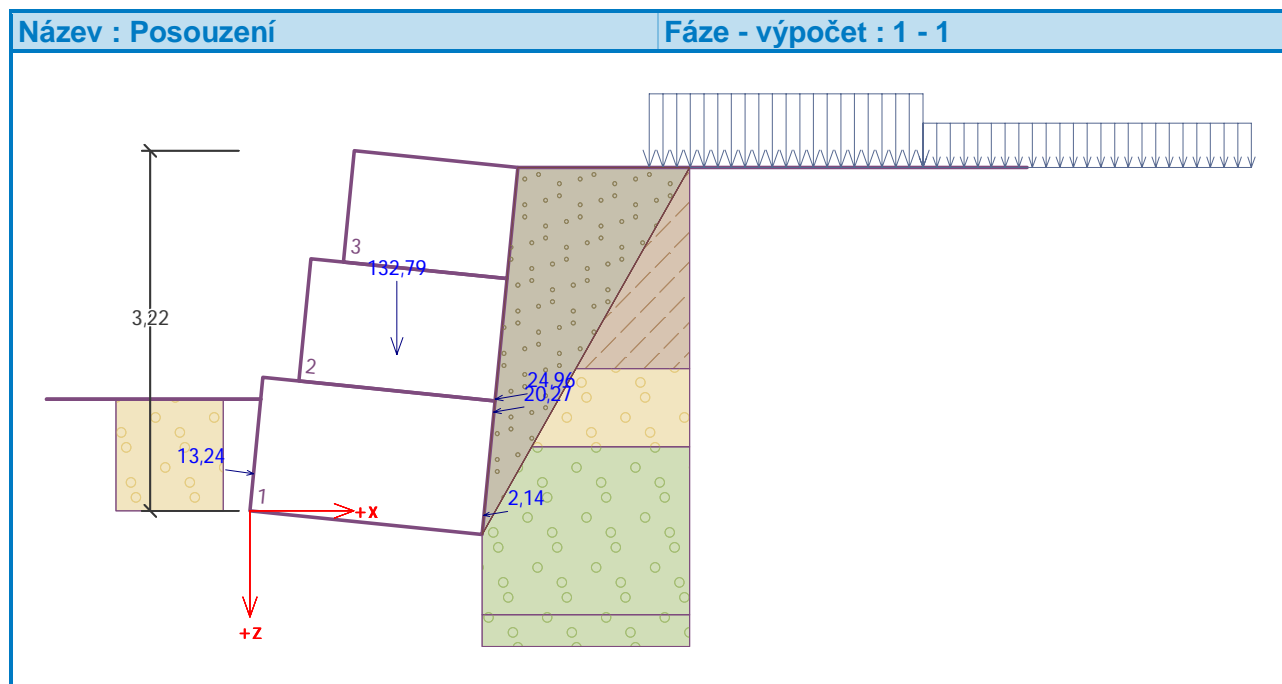 Název : Posouzení
Fáze - výpočet : 1 - 1
3
132,79
3,22
2
24,96
20,27
13,24
1
2,14
+x
+z